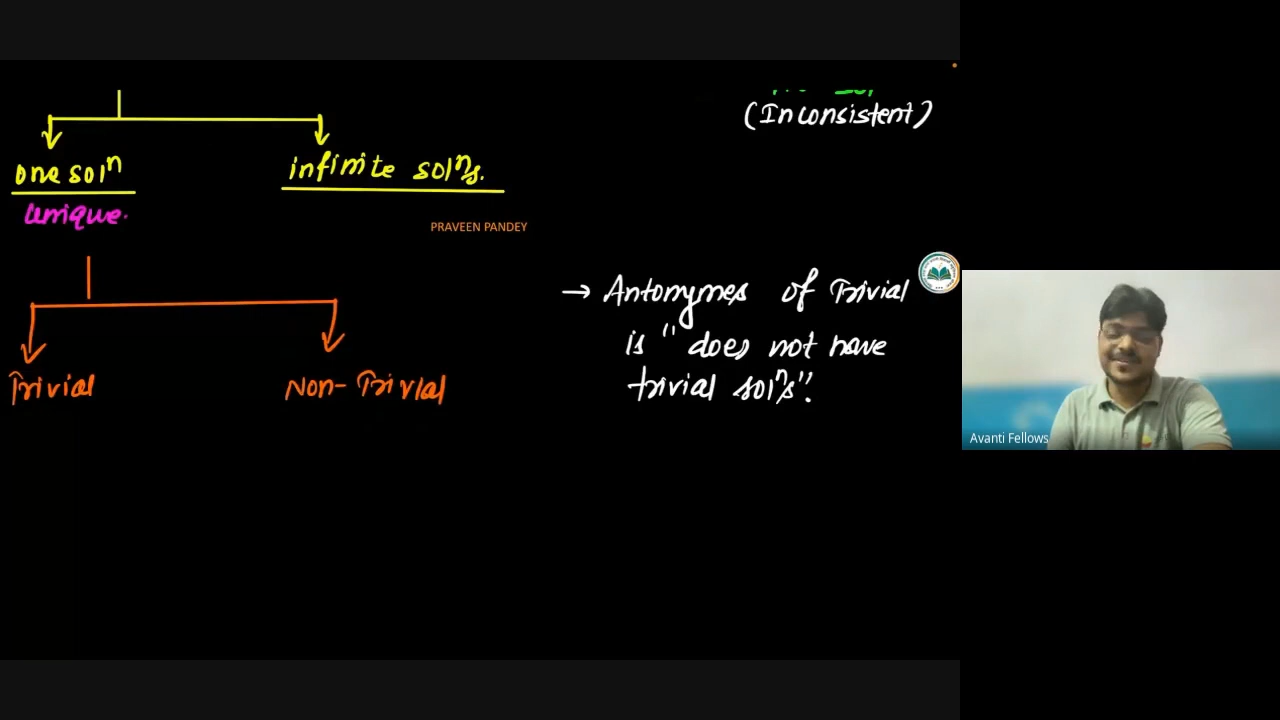 (Inconsistent)
one solⁿ
infinite solⁿs.
unique.
PRAVEEN PANDEY
→ Antonymes of Trivial
is "does not have
trivial solⁿs".
Trivial
Non-Trivial
Avanti Fellows